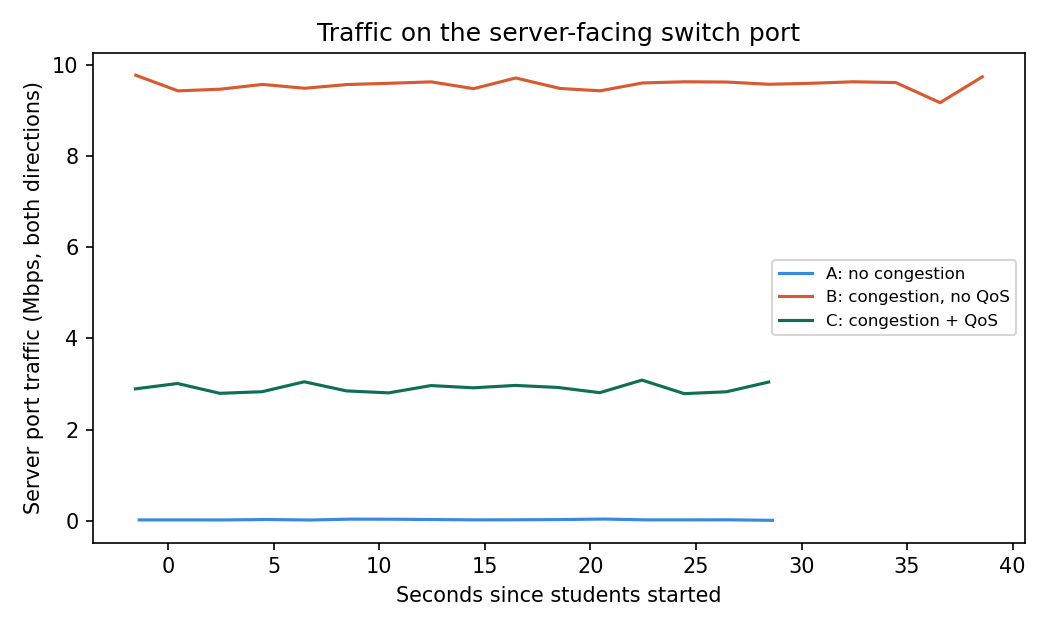 Traffic on the server-facing switch port
Server port traffic (Mbps, both directions)
10
8
6
4
2
0
A: no congestion
B: congestion, no QoS
C: congestion + QoS
0 5 10 15 20 25 30 35 40
Seconds since students started